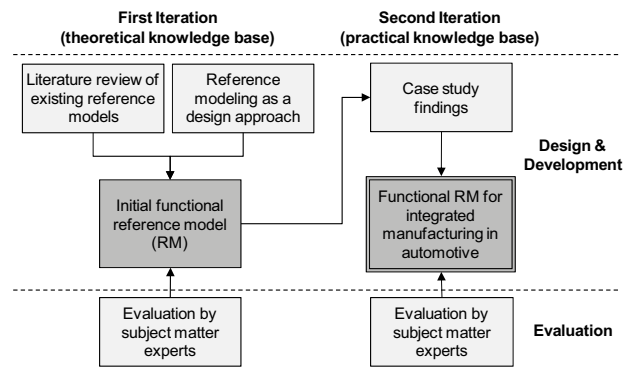 First Iteration
(theoretical knowledge base)
Second Iteration
(practical knowledge base)
Literature review of
existing reference
models
Reference
modeling as a
design approach
Case study
findings
Design &
Development
Initial functional
reference model
(RM)
Functional RM for
integrated
manufacturing in
automotive
Evaluation by
subject matter
experts
Evaluation by
subject matter
experts
Evaluation